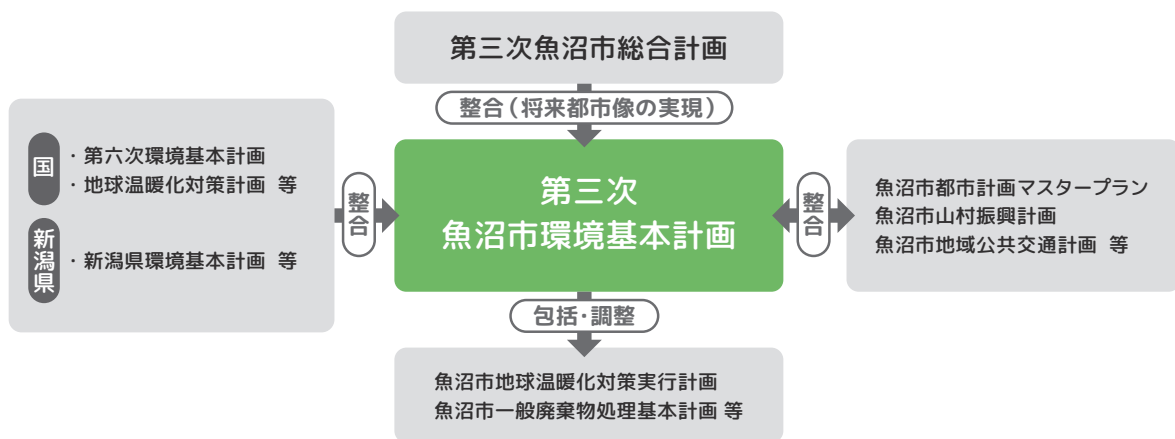 第三次魚沼市総合計画
整合（将来都市像の実現）
国
・第六次環境基本計画
・地球温暖化対策計画 等
新潟県
・新潟県環境基本計画 等
整合
第三次
魚沼市環境基本計画
整合
魚沼市都市計画マスタープラン
魚沼市山村振興計画
魚沼市地域公共交通計画 等
包括・調整
魚沼市地球温暖化対策実行計画
魚沼市一般廃棄物処理基本計画 等